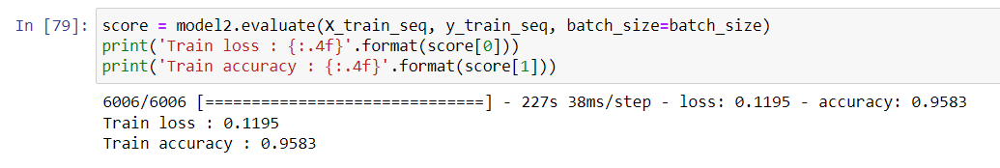 In [79]: score = model2.evaluate(X_train_seq, y_train_seq, batch_size=batch_size)
print('Train loss : {:.4f}'.format(score[0]))
print('Train accuracy : {:.4f}'.format(score[1]))
6006/6006 [==============================] - 227s 38ms/step - loss: 0.1195 - accuracy: 0.9583
Train loss : 0.1195
Train accuracy : 0.9583